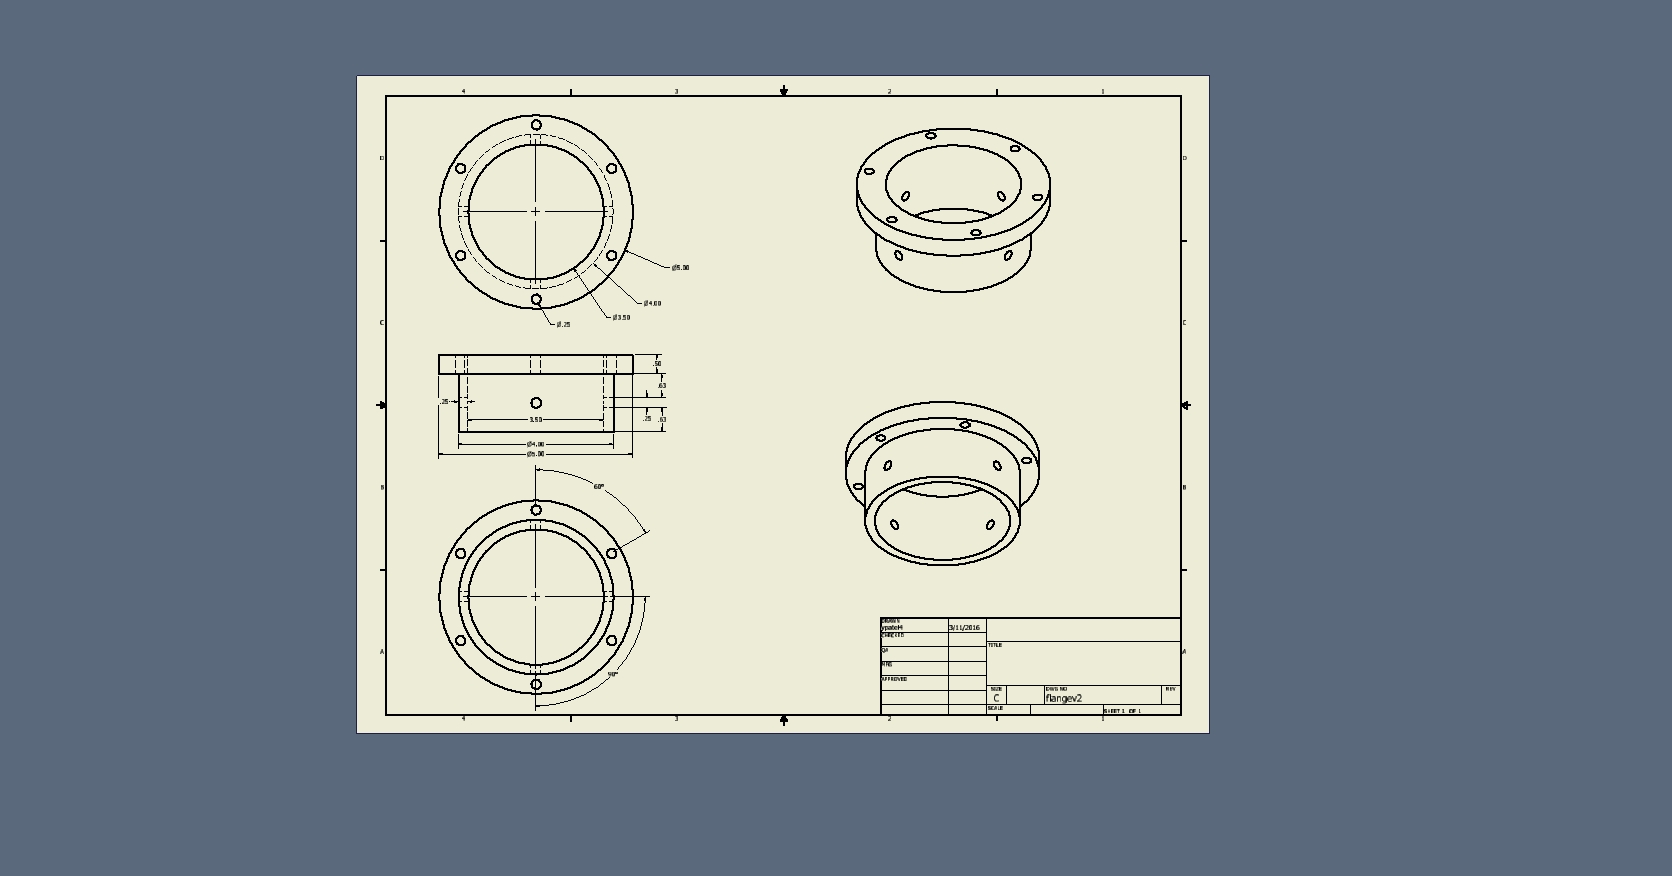 4 3 2 1
D D
Ø5.00
Ø4.00
Ø3.50
Ø.25
C C
.50
.63
.25
3.50
.25 .63
Ø4.00
Ø5.00
60°
B B
90°
A A
DRAWN
3/11/2016
CHECKED
QA
MFG
APPROVED
TITLE
SIZE
C
DWG NO
flangev2
REV
SCALE
SHEET 1 OF 1
4 3 2 1